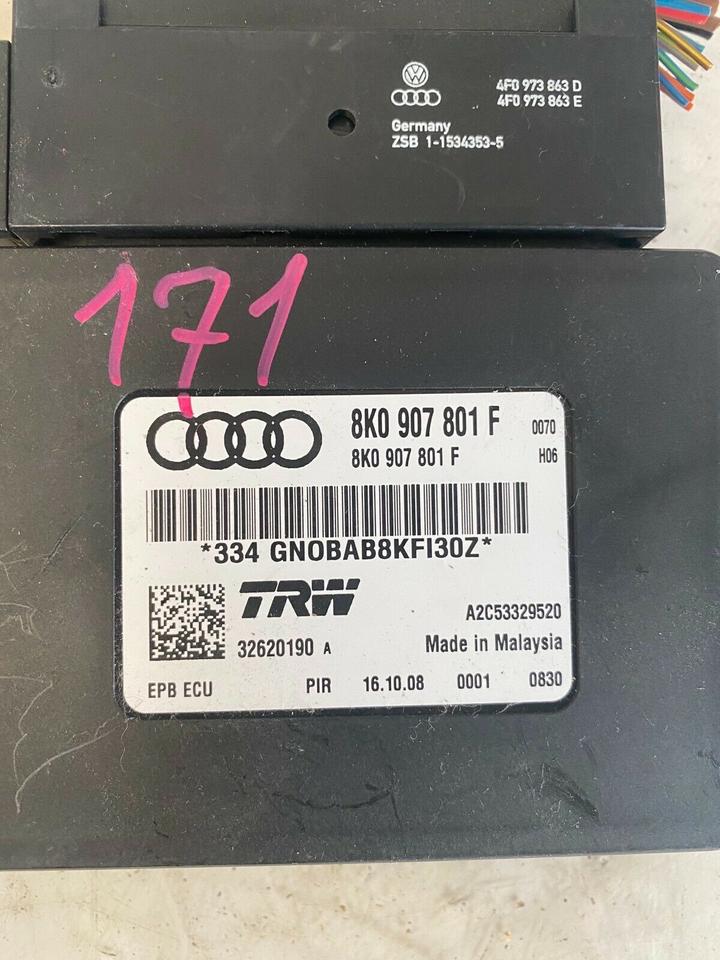 4F0 973 863 D
4F0 973 863 E
Germany
ZSB 1-1534353-5
171
8K0 907 801 F 0070
8K0 907 801 F H06
*334 GNOBAB8KFI30Z*
TRW
A2C53329520
32620190 A Made in Malaysia
EPB ECU PIR 16.10.08 0001 0830